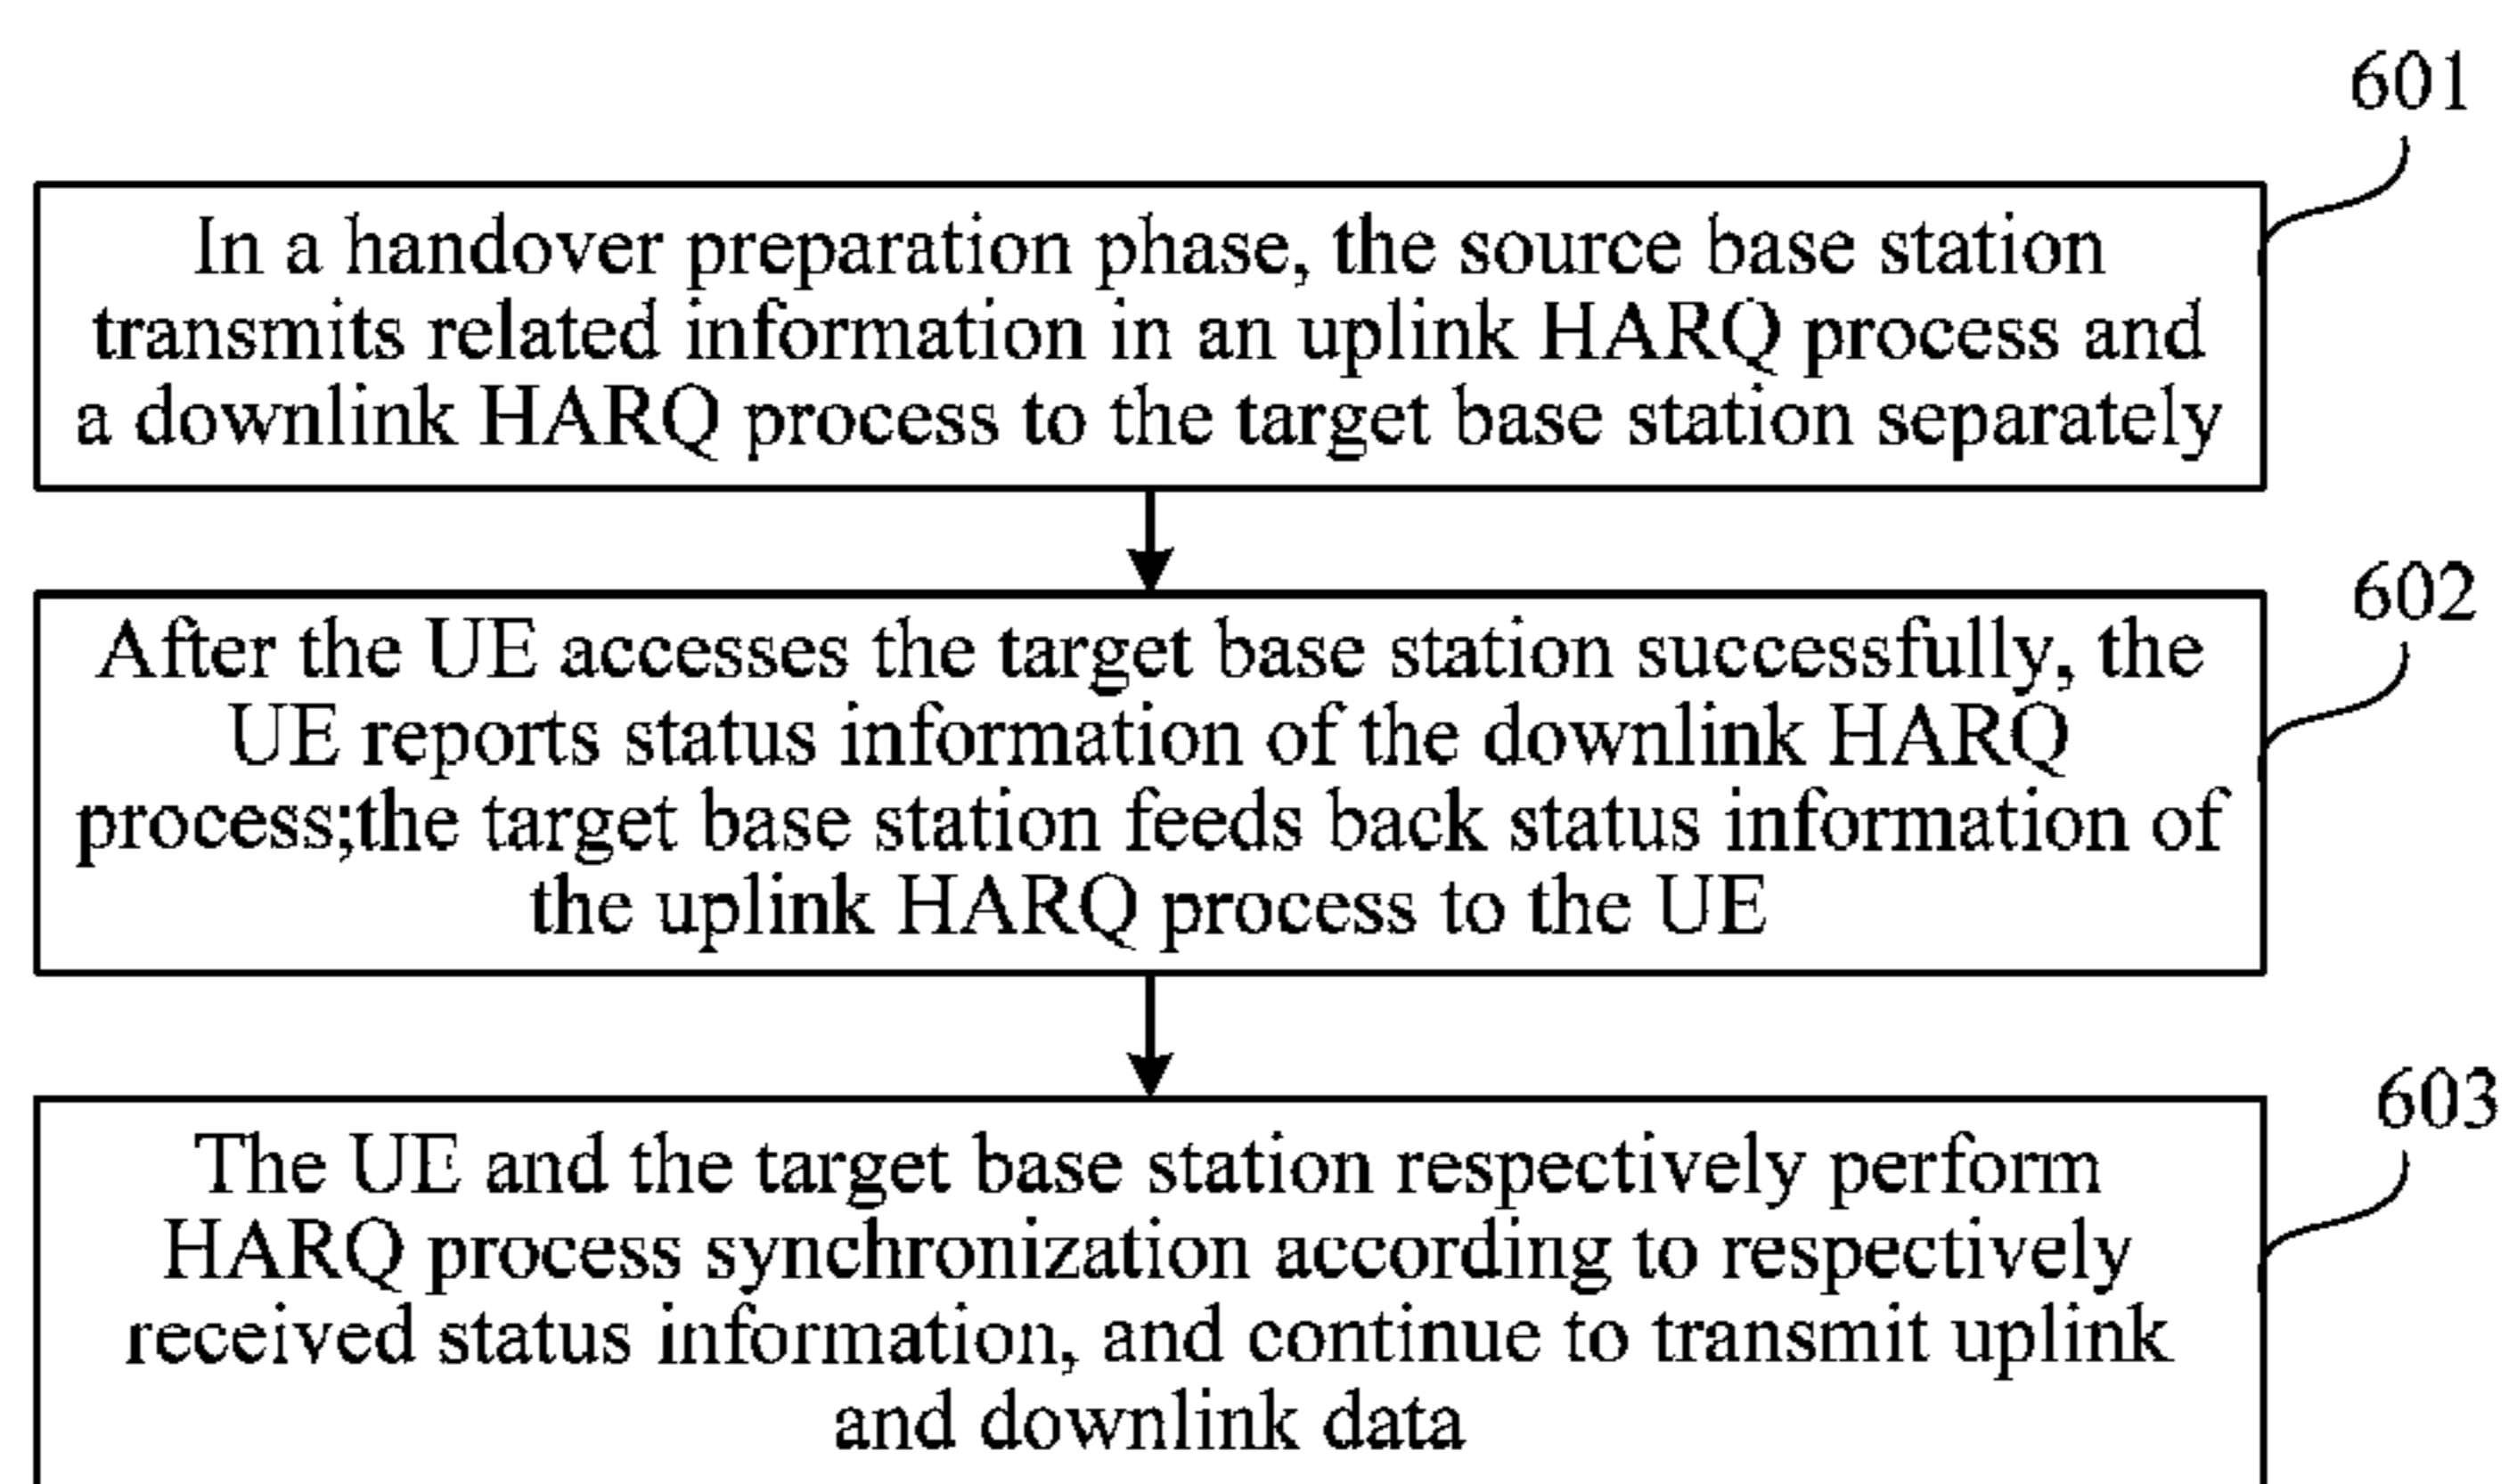 601
In a handover preparation phase, the source base station
transmits related information in an uplink HARQ process and
a downlink HARQ process to the target base station separately
602
After the UE accesses the target base station successfully, the
UE reports status information of the downlink HARQ
process;the target base station feeds back status information of
the uplink HARQ process to the UE
603
The UE and the target base station respectively perform
HARQ process synchronization according to respectively
received status information, and continue to transmit uplink
and downlink data